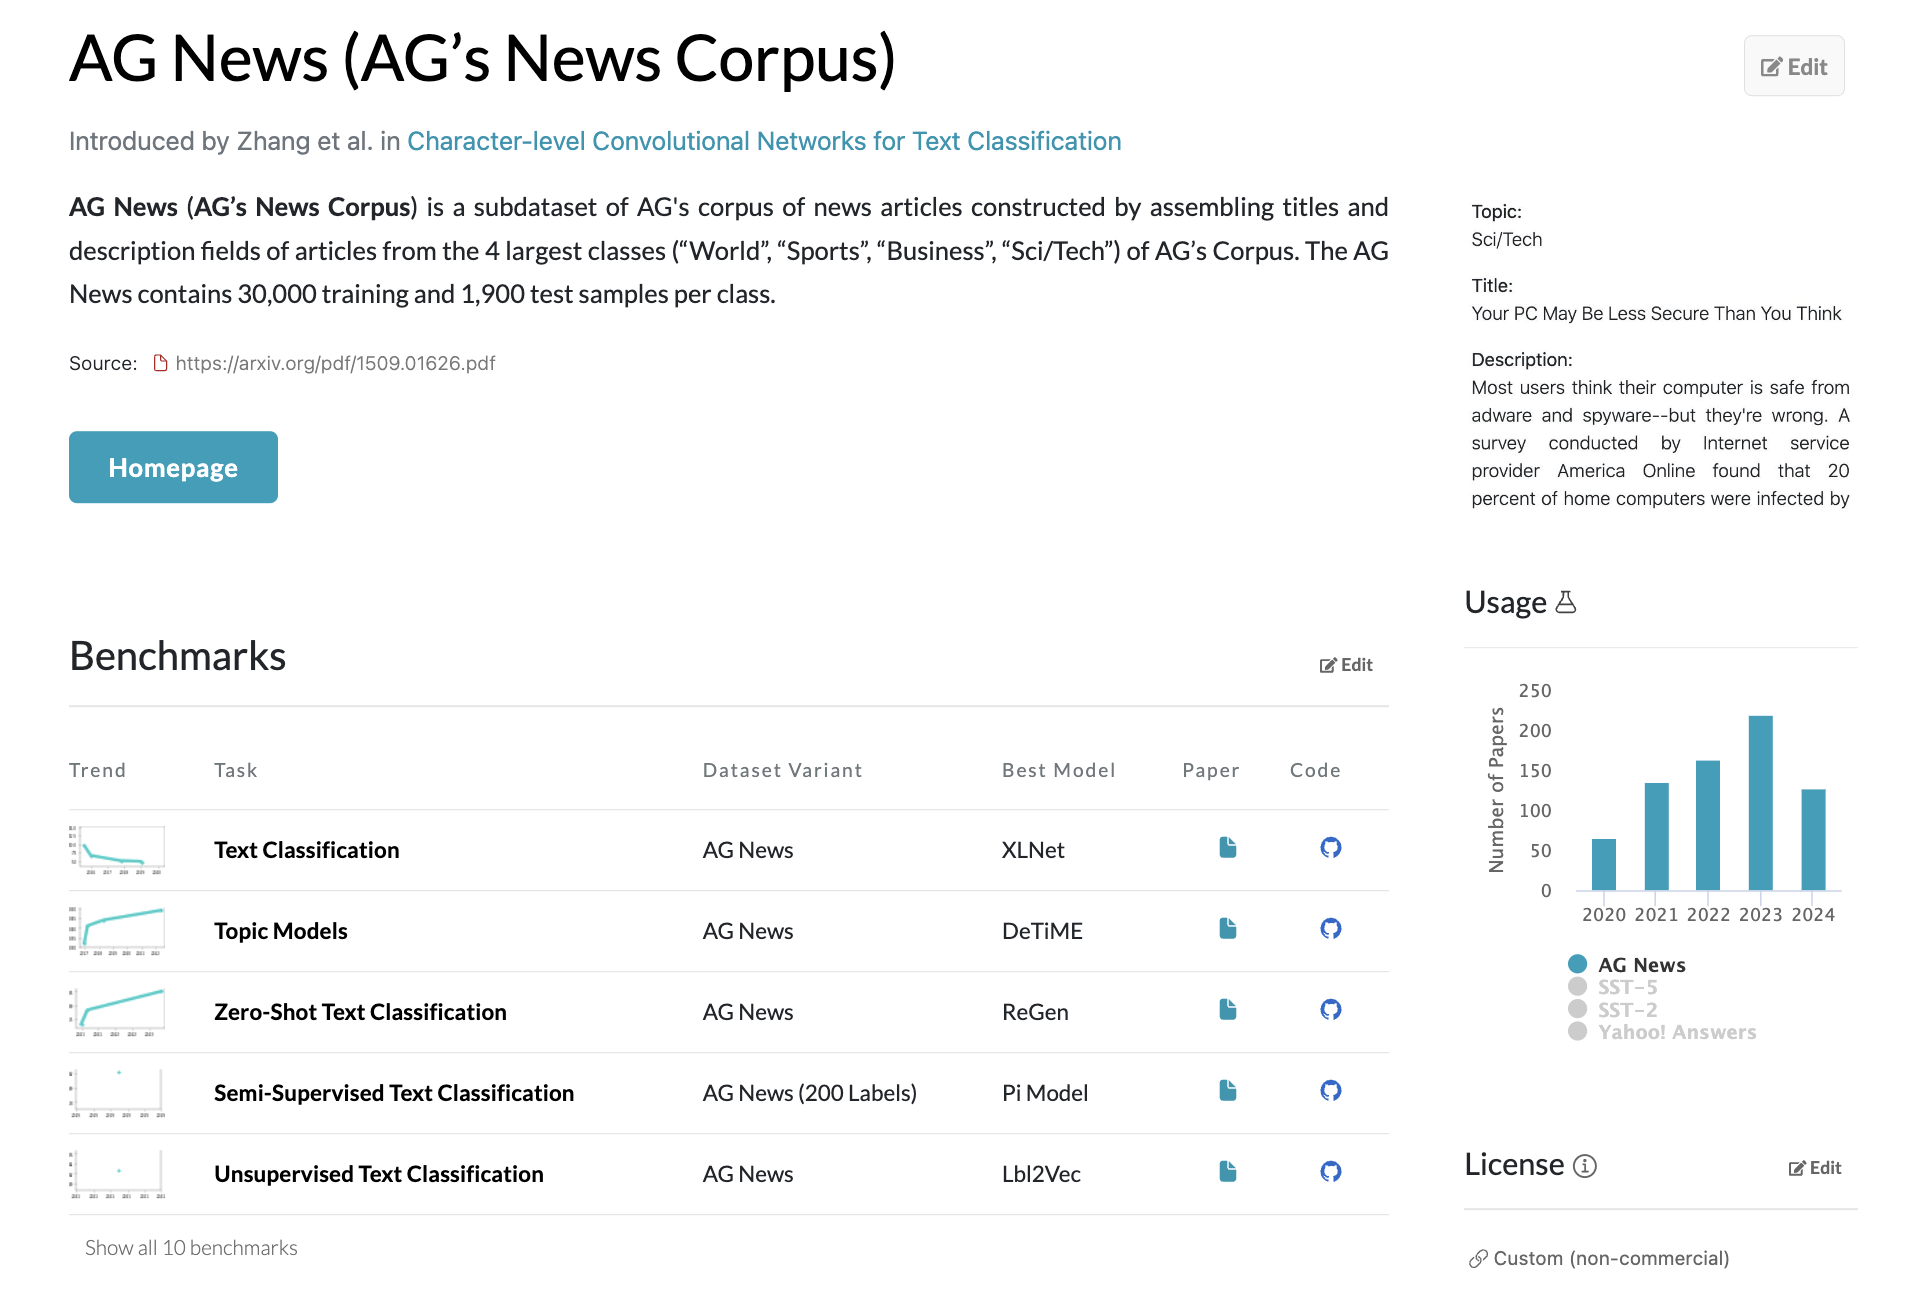 AG News (AG’s News Corpus)
Edit
Introduced by Zhang et al. in Character-level Convolutional Networks for Text Classification
AG News (AG’s News Corpus) is a subdataset of AG's corpus of news articles constructed by assembling titles and
description fields of articles from the 4 largest classes (“World”, “Sports”, “Business”, “Sci/Tech”) of AG’s Corpus. The AG
News contains 30,000 training and 1,900 test samples per class.
Source: https://arxiv.org/pdf/1509.01626.pdf
Homepage
Topic:
Sci/Tech
Title:
Your PC May Be Less Secure Than You Think
Description:
Most users think their computer is safe from
adware and spyware--but they're wrong. A
survey conducted by Internet service
provider America Online found that 20
percent of home computers were infected by
Benchmarks
Edit
Trend Task Dataset Variant Best Model Paper Code
Text Classification AG News XLNet
Topic Models AG News DeTiME
Zero-Shot Text Classification AG News ReGen
Semi-Supervised Text Classification AG News (200 Labels) Pi Model
Unsupervised Text Classification AG News Lbl2Vec
Show all 10 benchmarks
Usage
Number of Papers
250
200
150
100
50
0
2020 2021 2022 2023 2024
AG News
SST-5
SST-2
Yahoo! Answers
License
Edit
Custom (non-commercial)